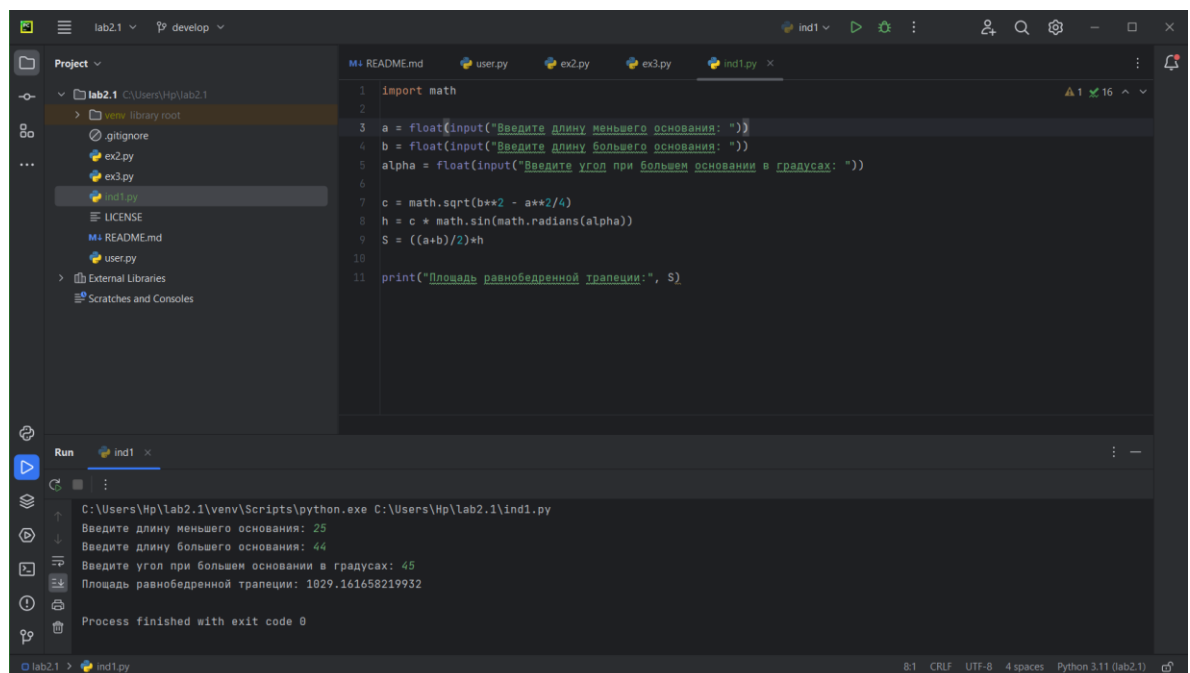 PC lab2.1 develop ind1
Project
README.md user.py ex2.py ex3.py ind1.py
lab2.1 C:\Users\Hp\lab2.1
venv library root
.gitignore
ex2.py
ex3.py
ind1.py
LICENSE
README.md
user.py
External Libraries
Scratches and Consoles
1 import math
2
3 a = float(input("Введите длину меньшего основания: "))
4 b = float(input("Введите длину большего основания: "))
5 alpha = float(input("Введите угол при большем основании в градусах: "))
6
7 c = math.sqrt(b**2 - a**2/4)
8 h = c * math.sin(math.radians(alpha))
9 S = ((a+b)/2)*h
10
11 print("Площадь равнобедренной трапеции:", S)
1 16
Run ind1
C:\Users\Hp\lab2.1\venv\Scripts\python.exe C:\Users\Hp\lab2.1\ind1.py
Введите длину меньшего основания: 25
Введите длину большего основания: 44
Введите угол при большем основании в градусах: 45
Площадь равнобедренной трапеции: 1029.161658219932
Process finished with exit code 0
lab2.1 > ind1.py
8:1 CRLF UTF-8 4 spaces Python 3.11 (lab2.1)